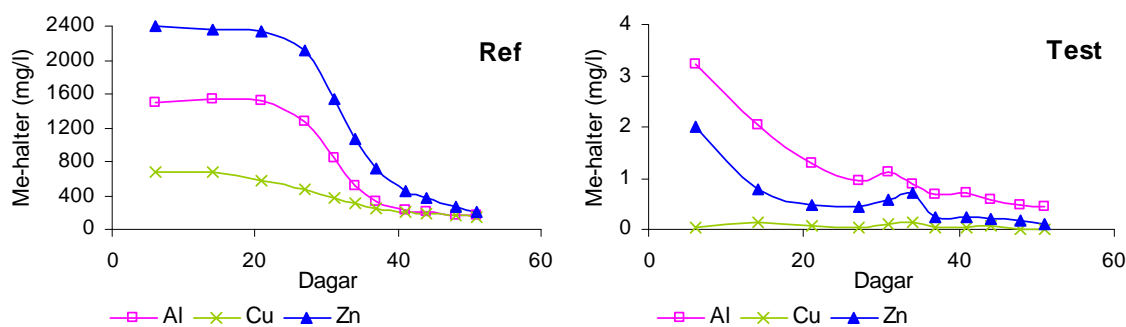 Ref
Me-halter (mg/l)
2400
2000
1600
1200
800
400
0
0 20 40 60
Dagar
Al Cu Zn
Test
Me-halter (mg/l)
4
3
2
1
0
0 20 40 60
Dagar
Al Cu Zn